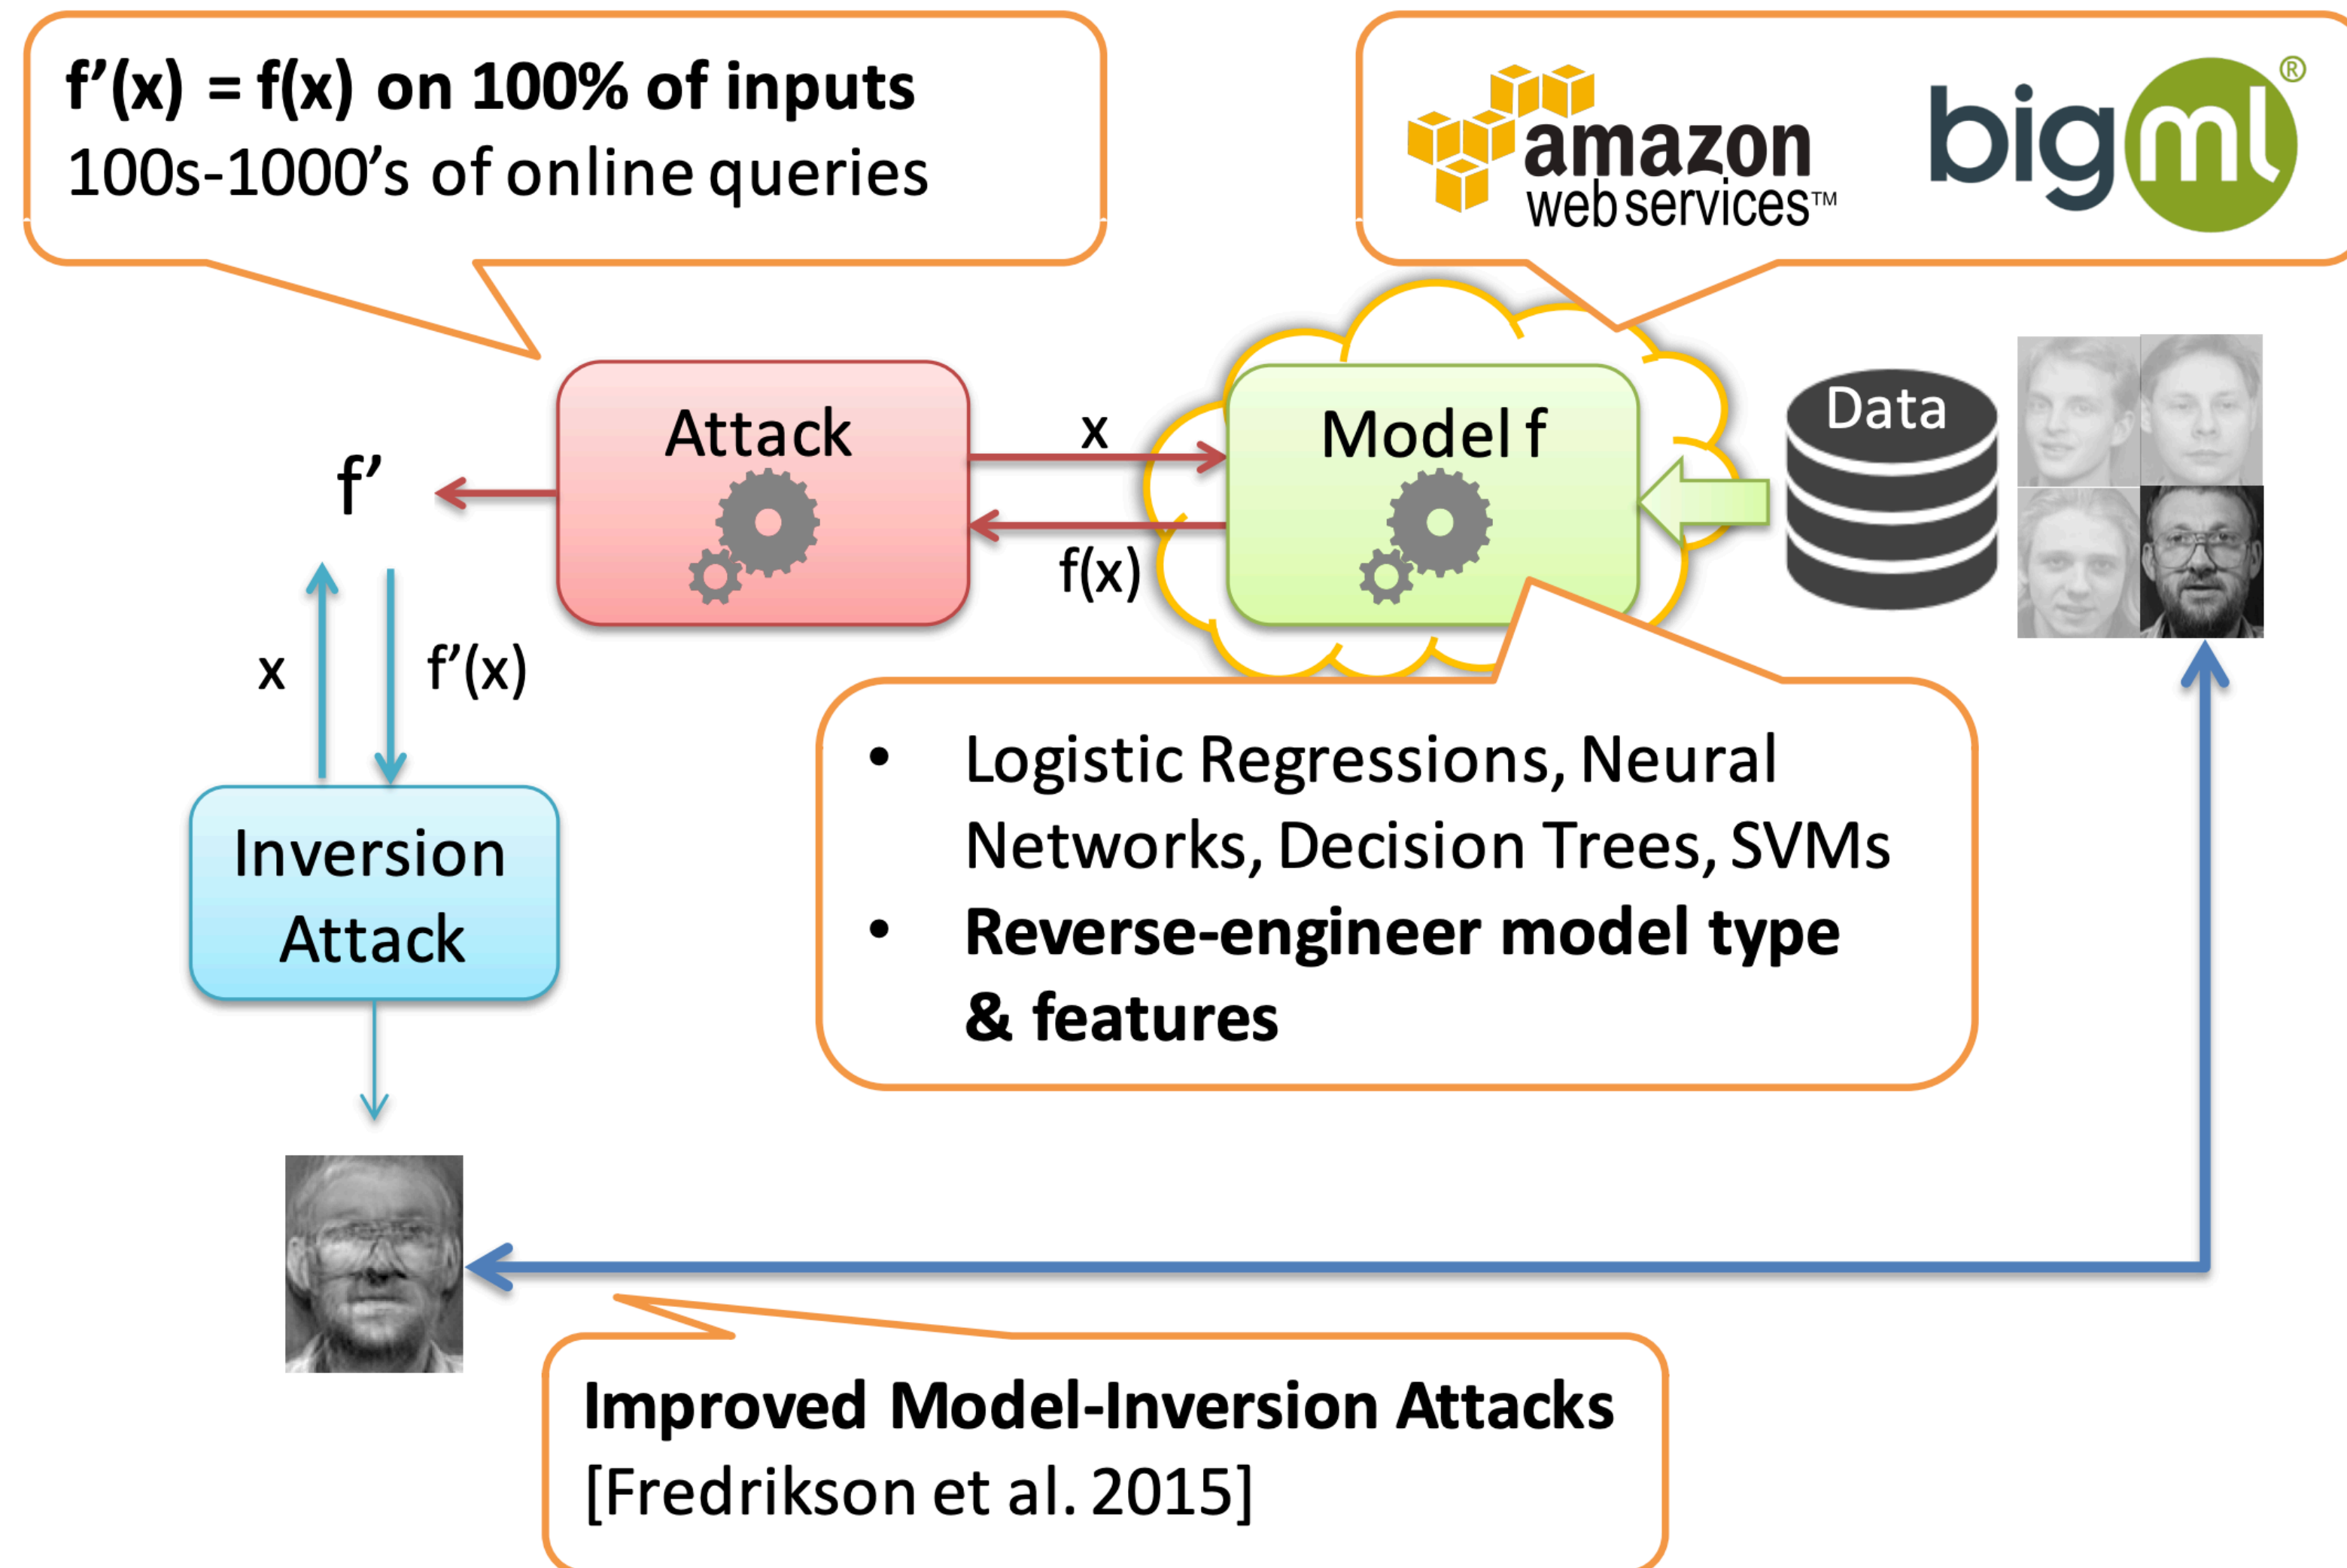 f’(x) = f(x) on 100% of inputs
100s-1000’s of online queries
amazon
web services™
bigml®
Attack
x
f(x)
Model f
Data
f’
x
f’(x)
Inversion
Attack
• Logistic Regressions, Neural
Networks, Decision Trees, SVMs
• Reverse-engineer model type
& features
Improved Model-Inversion Attacks
[Fredrikson et al. 2015]